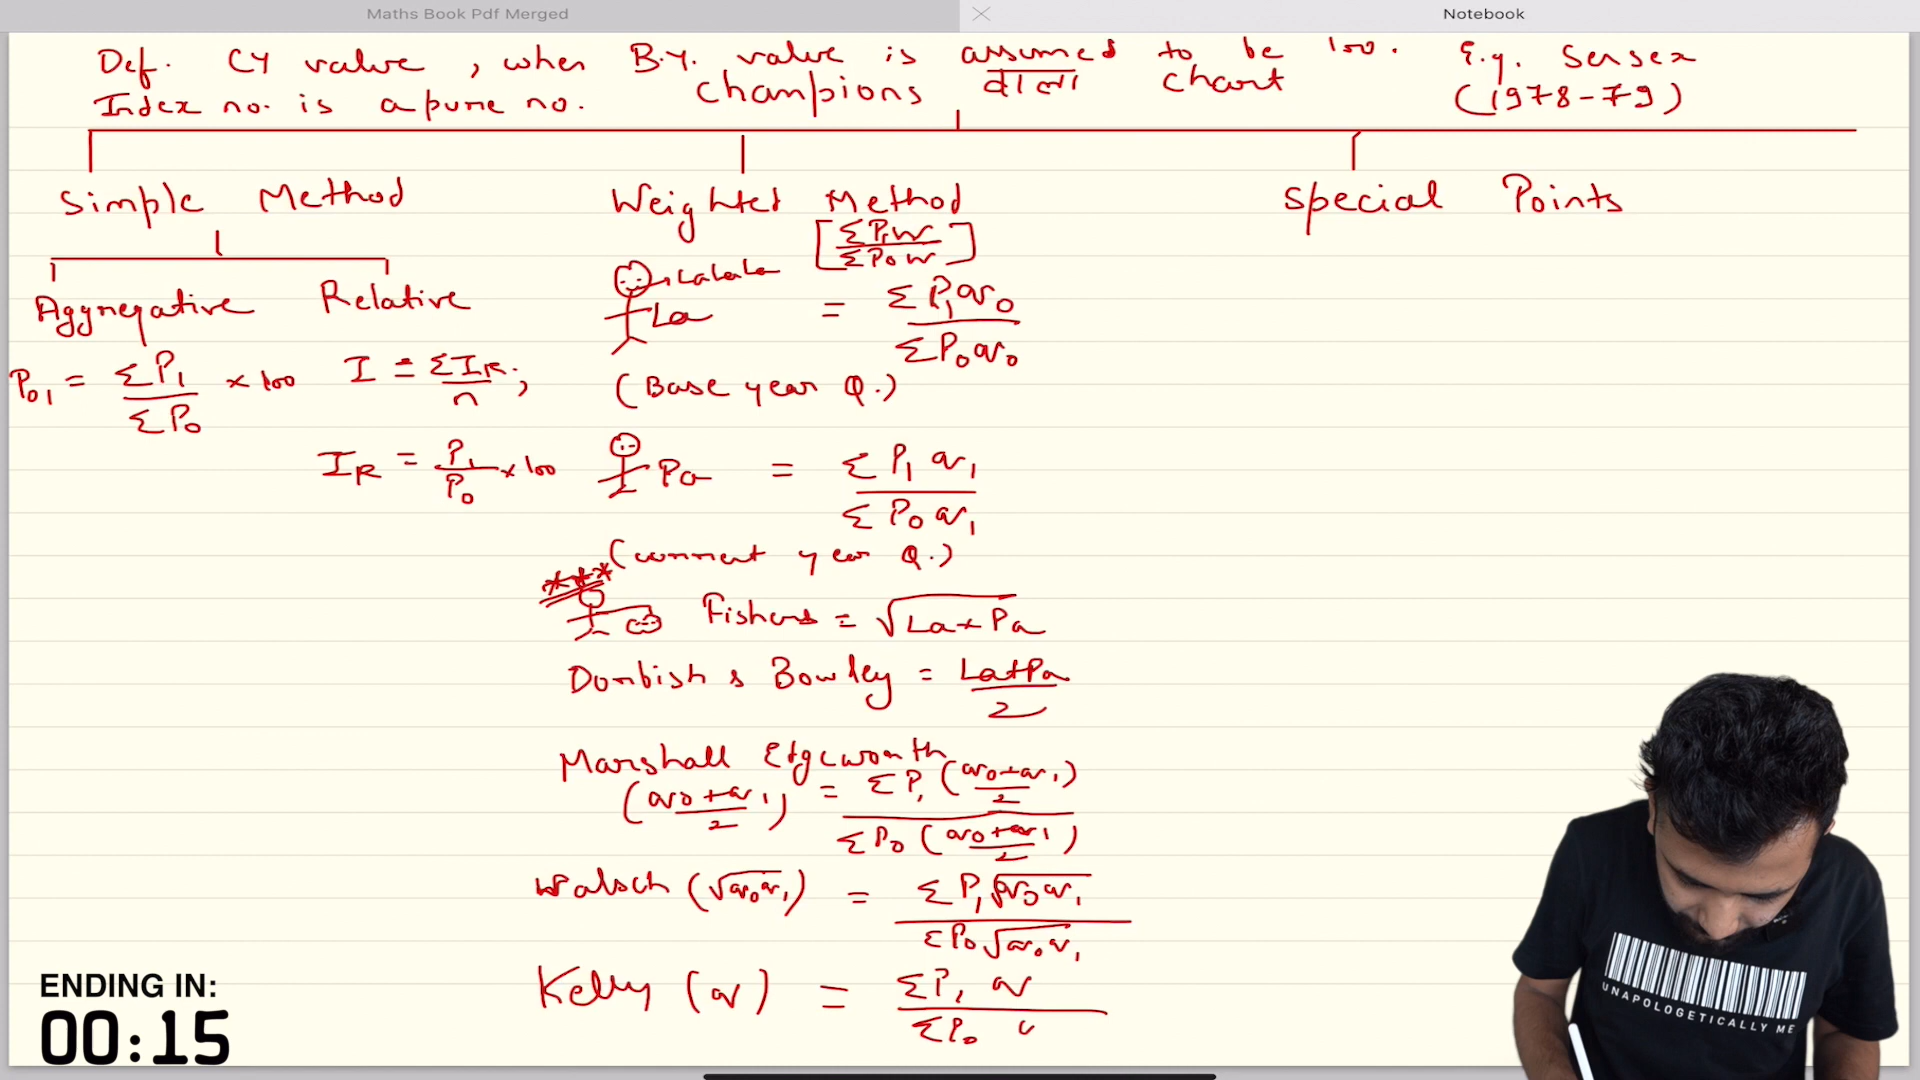 Maths Book Pdf Merged
Notebook
Def. CY value, when B.Y. value is assumed to be 100. E.g. Sensex
Index no. is a pure no. Champions वाला chart (1978-79)
Simple Method
Weighted Method
Special Points
[ΣP₁w / ΣP₀w]
Aggregative Relative
Lalala
La = ΣP₁q₀ / ΣP₀q₀
P₀₁ = ΣP₁ / ΣP₀ × 100
I = ΣIR / n,
(Base year Q.)
IR = P₁ / P₀ × 100
Pa = ΣP₁q₁ / ΣP₀q₁
(current year Q.)
***
Fishers = √La×Pa
Dorbish & Bowley = La+Pa / 2
Marshall Edgeworth
(q₀+q₁ / 2) = ΣP₁(q₀+q₁ / 2) / ΣP₀(q₀+q₁ / 2)
Walsch (√q₀q₁) = ΣP₁√q₀q₁ / ΣP₀√q₀q₁
Kelly (q) = ΣP₁ q / ΣP₀
ENDING IN:
00:15
UNAPOLOGETICALLY ME